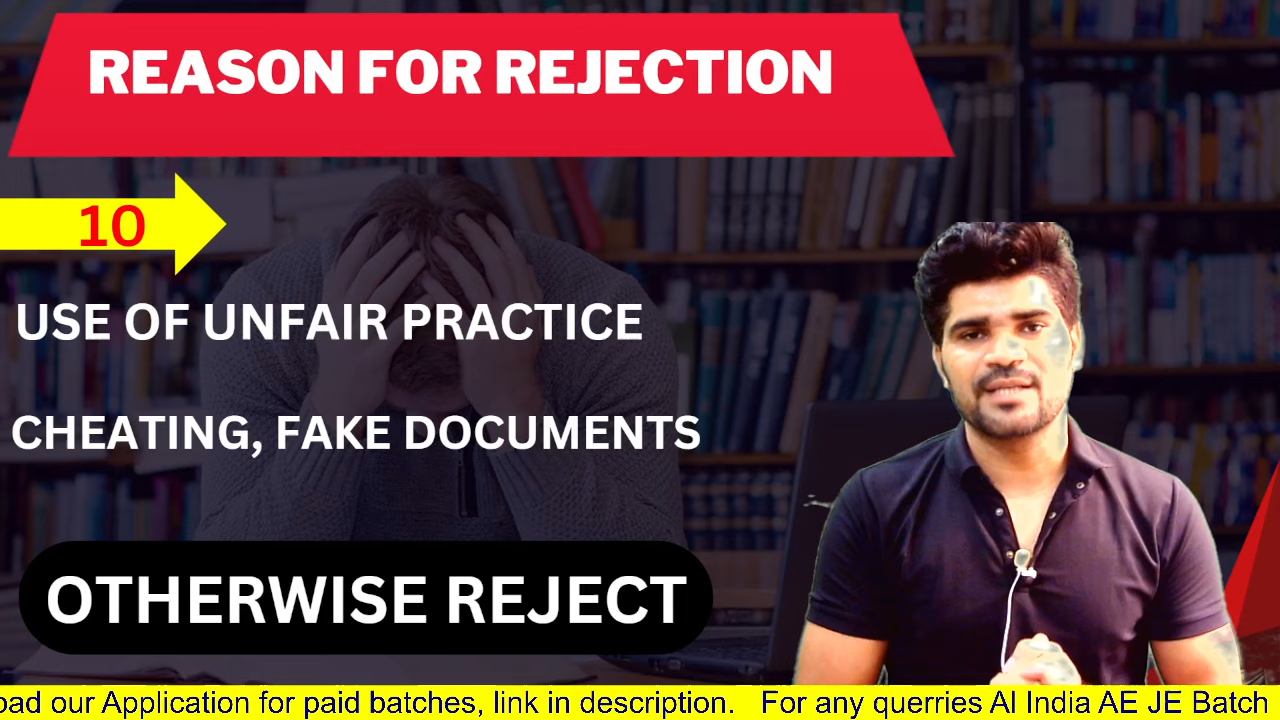 REASON FOR REJECTION
10
USE OF UNFAIR PRACTICE
CHEATING, FAKE DOCUMENTS
OTHERWISE REJECT
our Application for paid batches, link in description. For any querries Al India AE JE Batch